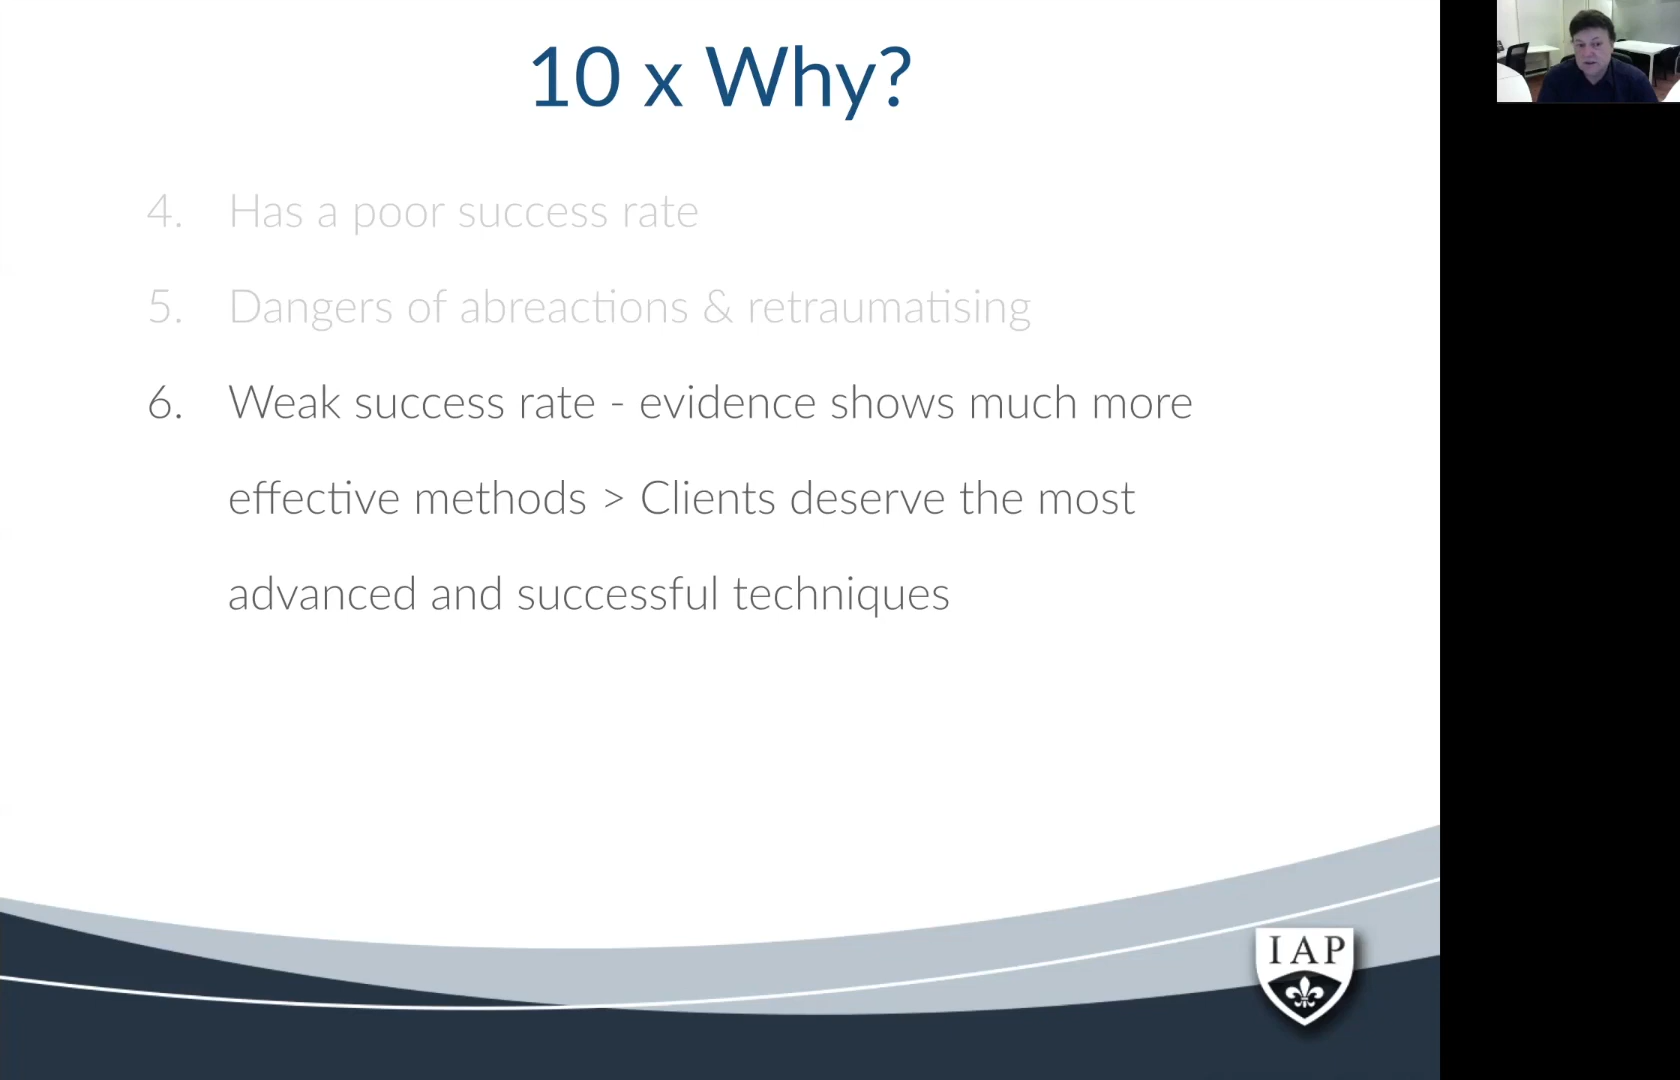 10 x Why?
4. Has a poor success rate
5. Dangers of abreactions & retraumatising
6. Weak success rate - evidence shows much more
effective methods > Clients deserve the most
advanced and successful techniques
IAP